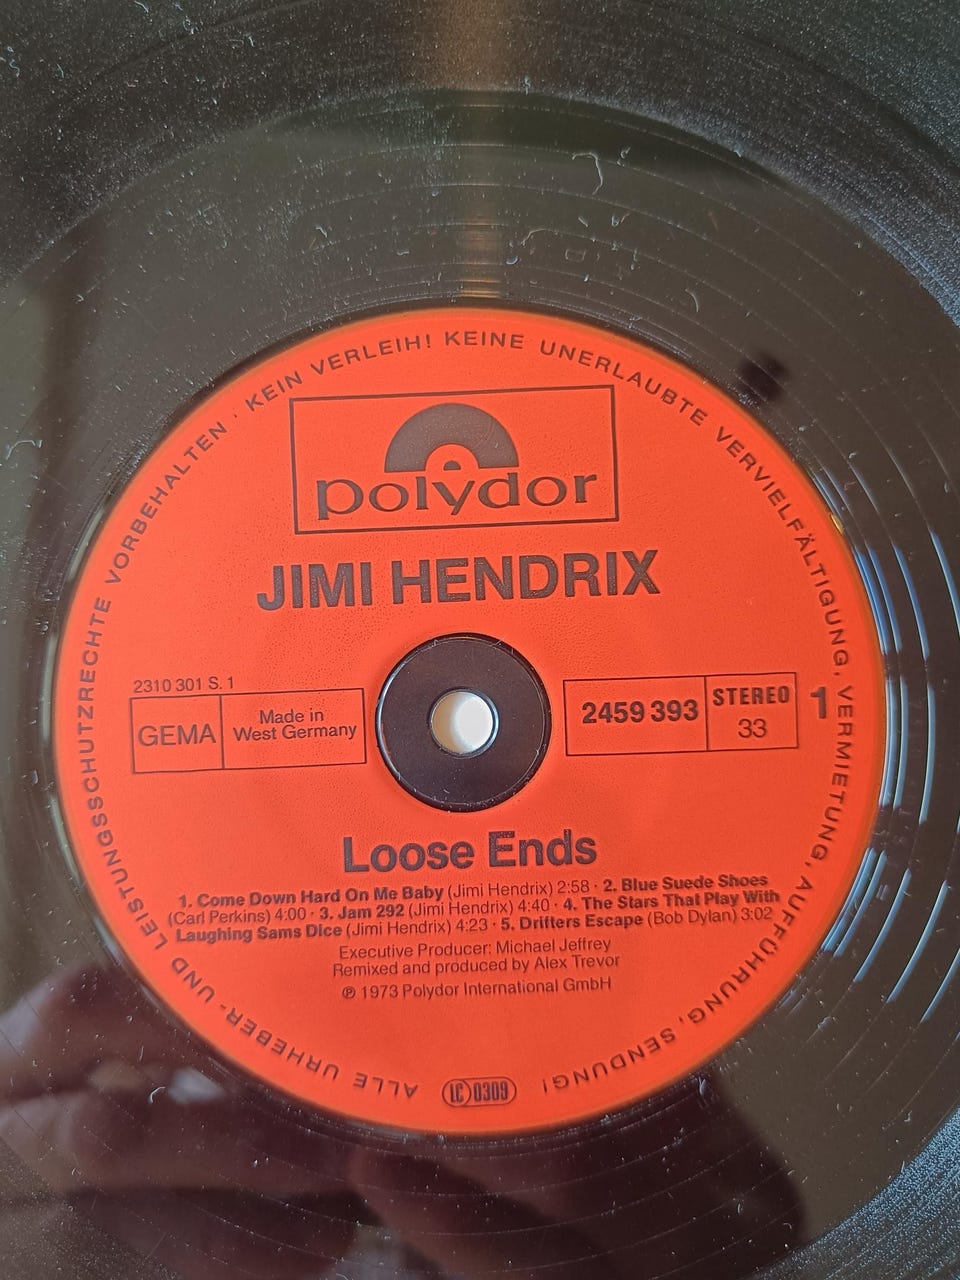 ALLE URHEBER- UND LEISTUNGSSCHUTZRECHTE VORBEHALTEN · KEIN VERLEIH! KEINE UNERLAUBTE VERVIELFÄLTIGUNG, VERMIETUNG, AUFFÜHRUNG, SENDUNG!
polydor
JIMI HENDRIX
2310 301 S. 1
GEMA
Made in
West Germany
2459 393
STEREO
33
1
Loose Ends
1. Come Down Hard On Me Baby (Jimi Hendrix) 2:58 · 2. Blue Suede Shoes
(Carl Perkins) 4:00 · 3. Jam 292 (Jimi Hendrix) 4:40 · 4. The Stars That Play With
Laughing Sams Dice (Jimi Hendrix) 4:23 · 5. Drifters Escape (Bob Dylan) 3:02
Executive Producer: Michael Jeffrey
Remixed and produced by Alex Trevor
℗ 1973 Polydor International GmbH
LC 0309